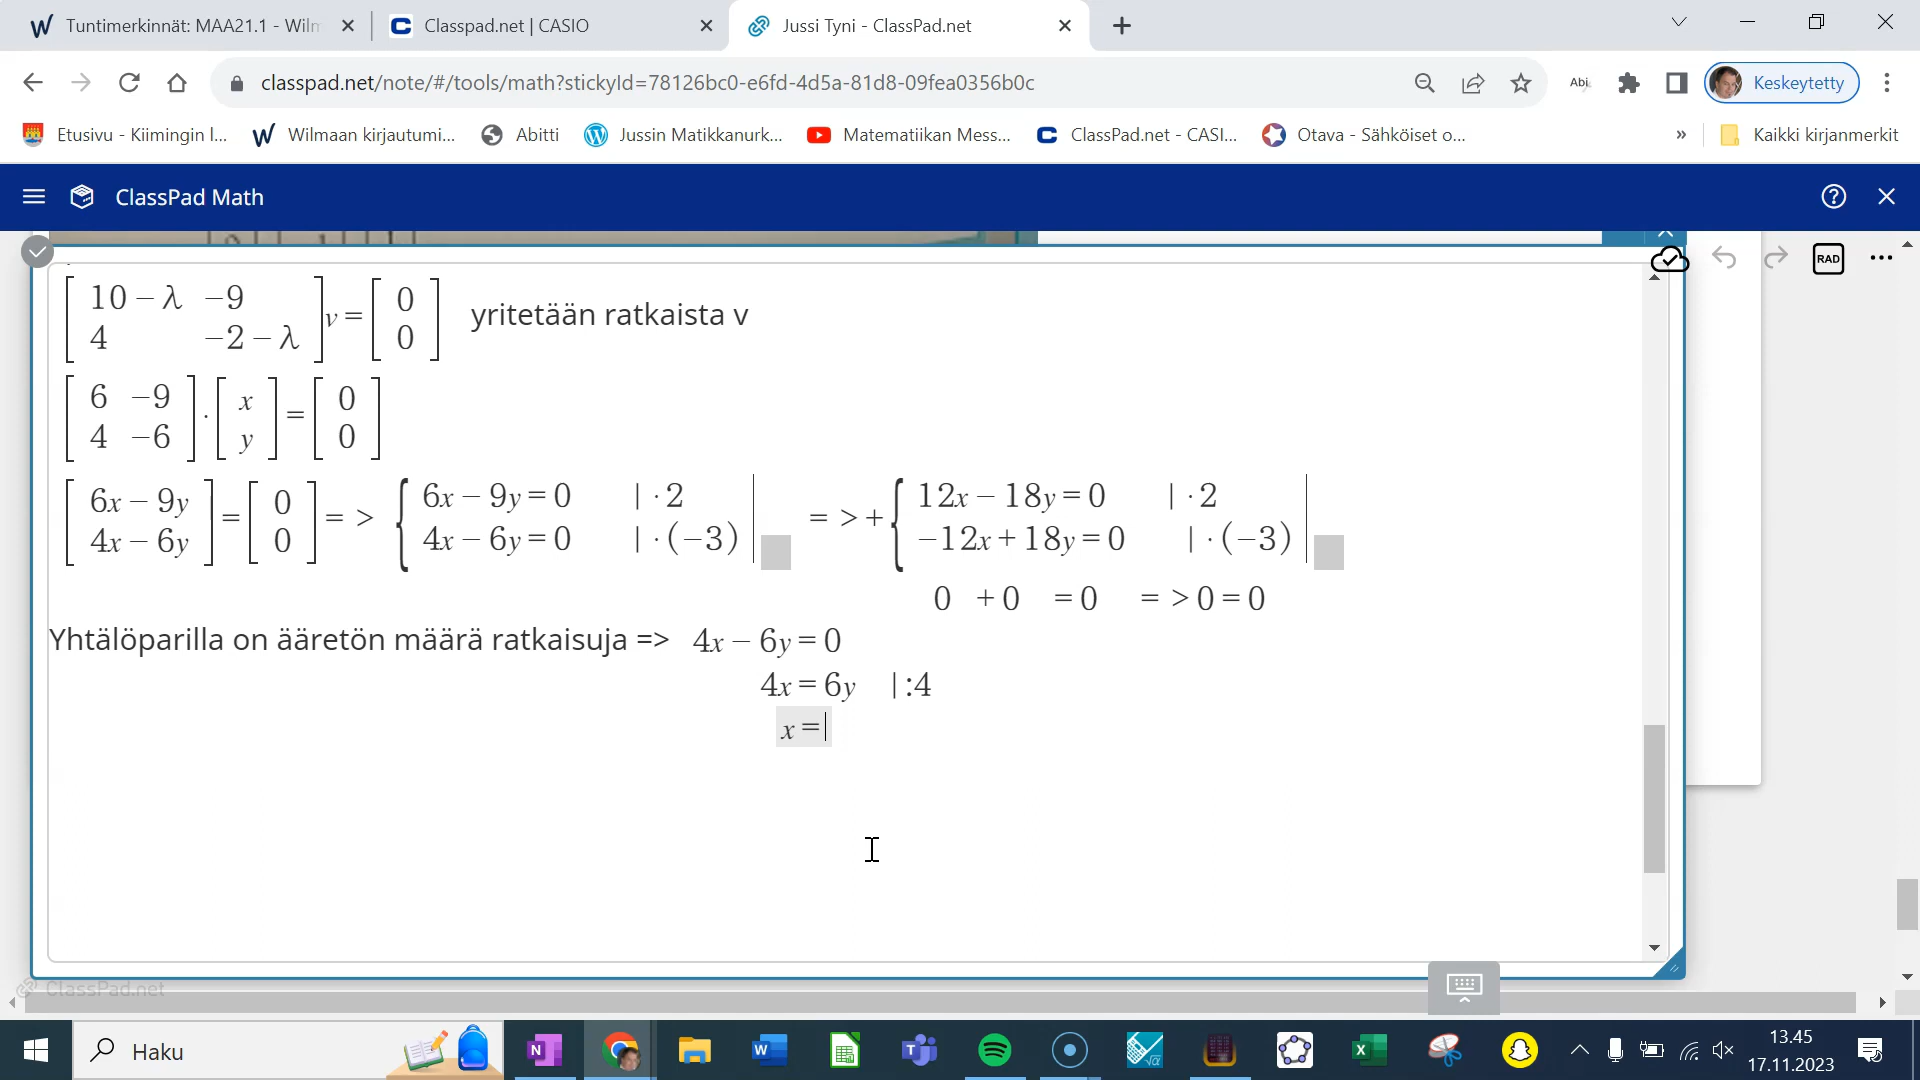 Tuntimerkinnät: MAA21.1 - Wilm
Classpad.net | CASIO
Jussi Tyni - ClassPad.net
classpad.net/note/#/tools/math?stickyId=78126bc0-e6fd-4d5a-81d8-09fea0356b0c
Abi
Keskeytetty
Etusivu - Kiimingin l...
Wilmaan kirjautumi...
Abitti
Jussin Matikkanurk...
Matematiikan Mess...
ClassPad.net - CASI...
Otava - Sähköiset o...
»
Kaikki kirjanmerkit
ClassPad Math
RAD
[ 10 − λ −9 ; 4 −2 − λ ] v = [ 0 ; 0 ] yritetään ratkaista v
[ 6 −9 ; 4 −6 ] · [ x ; y ] = [ 0 ; 0 ]
[ 6x − 9y ; 4x − 6y ] = [ 0 ; 0 ] = > { 6x − 9y = 0 | · 2 ; 4x − 6y = 0 | · (−3) | = > + { 12x − 18y = 0 | · 2 ; −12x + 18y = 0 | · (−3) |
0 + 0 = 0 = > 0 = 0
Yhtälöparilla on ääretön määrä ratkaisuja => 4x − 6y = 0
4x = 6y | :4
x =
ClassPad.net
Haku
13.45
17.11.2023